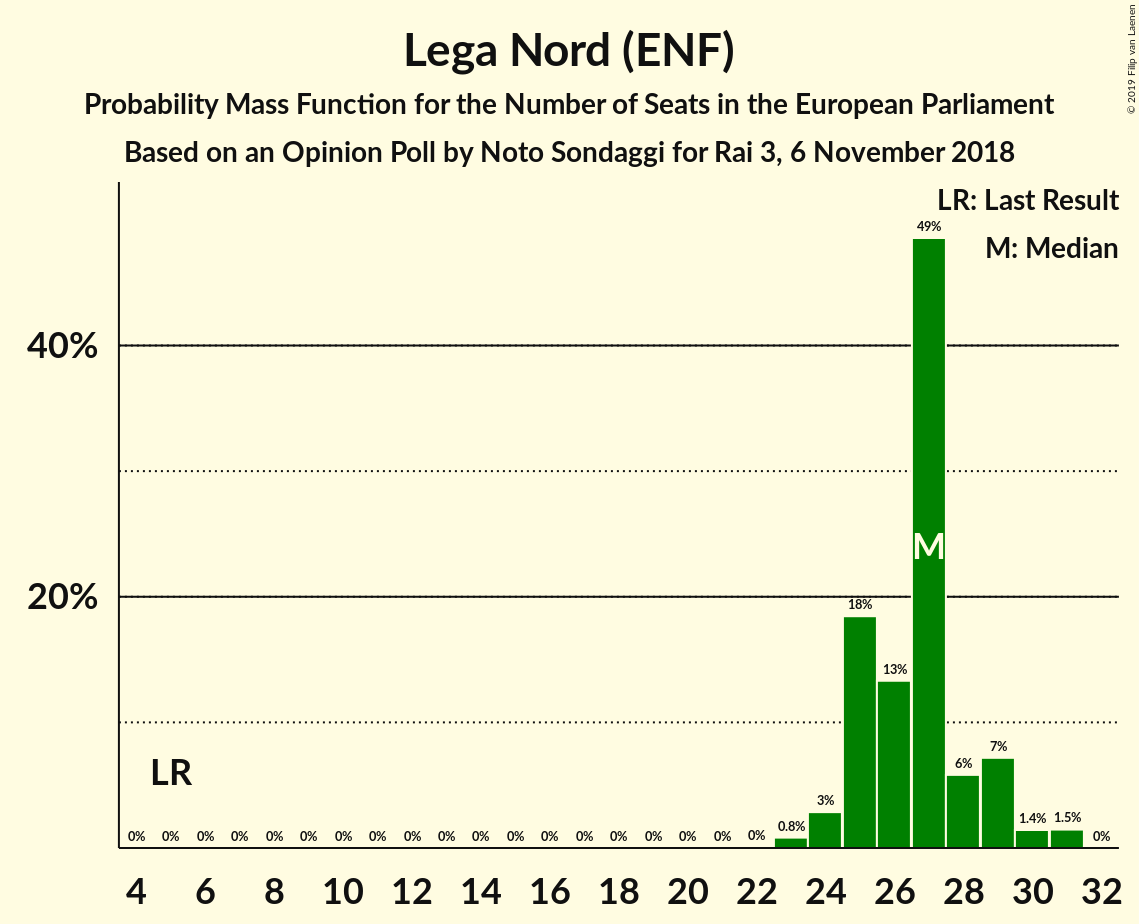 Lega Nord (ENF)
Probability Mass Function for the Number of Seats in the European Parliament
Based on an Opinion Poll by Noto Sondaggi for Rai 3, 6 November 2018
© 2019 Filip van Laenen
LR: Last Result
M: Median
49%
40%
M
20%
18%
13%
LR
7%
6%
3%
0% 0% 0% 0% 0% 0% 0% 0% 0% 0% 0% 0% 0% 0% 0% 0% 0% 0% 0% 0.8% 1.4% 1.5% 0%
4 6 8 10 12 14 16 18 20 22 24 26 28 30 32